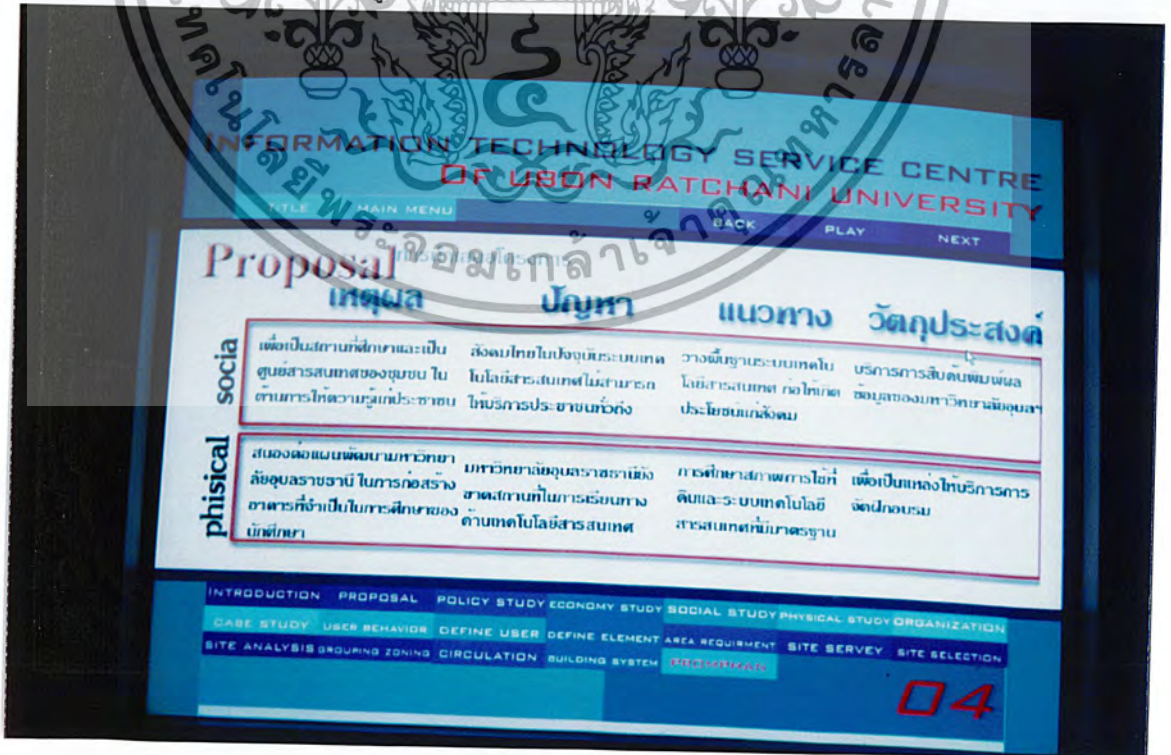 INFORMATION TECHNOLOGY SERVICE CENTRE
OF UBON RATCHANI UNIVERSITY
TITLE MAIN MENU BACK PLAY NEXT
Proposal
เหตุผล ปัญหา แนวทาง วัตถุประสงค์
socia
เพื่อเป็นสถานที่ศึกษาและเป็น สังคมไทยในปัจจุบันระบบเทค วางพื้นฐานระบบเทคโน บริการการสืบค้นพิมพ์ผล
ศูนย์สารสนเทศของชุมชน ใน โนโลยีสารสนเทศไม่สามารถ โลยีสารสนเทศ ก่อให้เกิด ข้อมูลของมหาวิทยาลัยอุบลฯ
ด้านการให้ความรู้แก่ประชาชน ให้บริการประชาชนทั่วถึง ประโยชน์แก่สังคม
phisical
สนองต่อแผนพัฒนามหาวิทยา มหาวิทยาลัยอุบลราชธานียัง การศึกษาสภาพการใช้ที่ เพื่อเป็นแหล่งให้บริการการ
ลัยอุบลราชธานี ในการก่อสร้าง ขาดสถานที่ในการเรียนทาง ดินและระบบเทคโนโลยี จัดฝึกอบรม
อาคารที่จำเป็นในการศึกษาของ ด้านเทคโนโลยีสารสนเทศ สารสนเทศที่มีมาตรฐาน
นักศึกษา
INTRODUCTION PROPOSAL POLICY STUDY ECONOMY STUDY SOCIAL STUDY PHYSICAL STUDY ORGANIZATION
CASE STUDY USER BEHAVIOR DEFINE USER DEFINE ELEMENT AREA REQUIRMENT SITE SERVEY SITE SELECTION
SITE ANALYSIS GROUPING ZONING CIRCULATION BUILDING SYSTEM
04